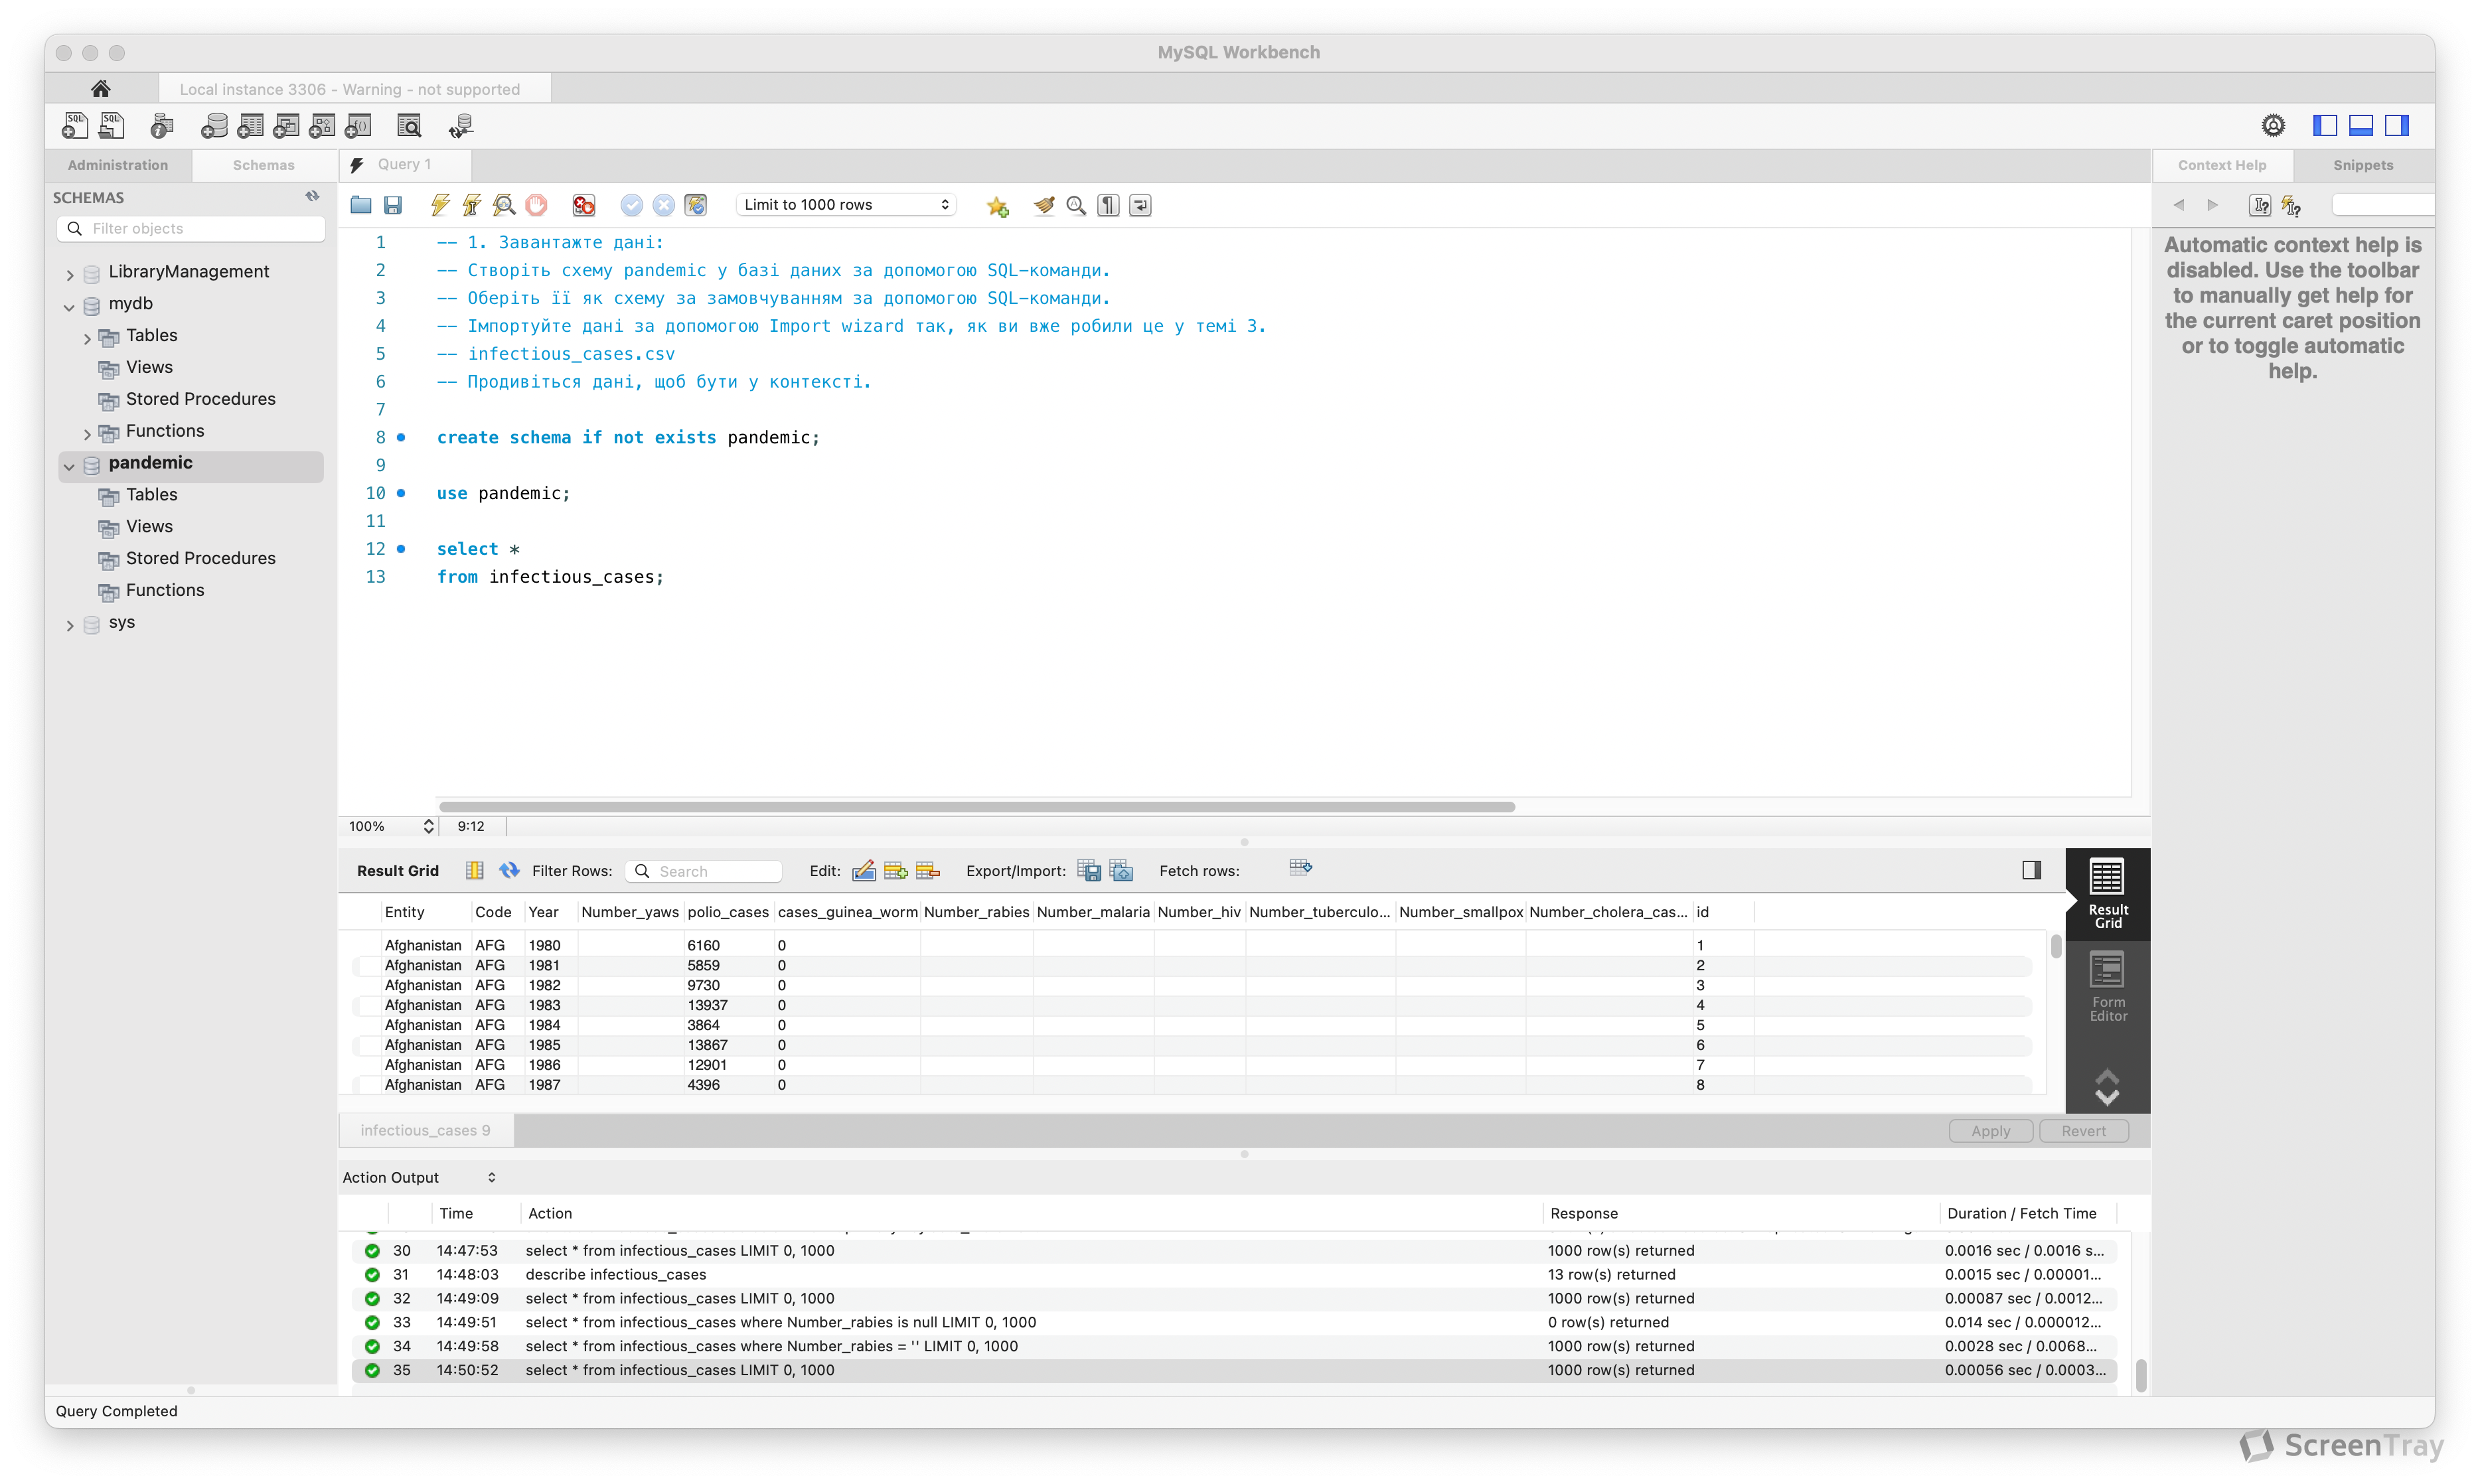 MySQL Workbench
Local instance 3306 - Warning - not supported
Administration Schemas Query 1 Context Help Snippets
SCHEMAS
Filter objects
LibraryManagement
mydb
Tables
Views
Stored Procedures
Functions
pandemic
Tables
Views
Stored Procedures
Functions
sys
Limit to 1000 rows
1 -- 1. Завантажте дані:
2 -- Створіть схему pandemic у базі даних за допомогою SQL-команди.
3 -- Оберіть її як схему за замовчуванням за допомогою SQL-команди.
4 -- Імпортуйте дані за допомогою Import wizard так, як ви вже робили це у темі 3.
5 -- infectious_cases.csv
6 -- Продивіться дані, щоб бути у контексті.
7
8 create schema if not exists pandemic;
9
10 use pandemic;
11
12 select *
13 from infectious_cases;
Automatic context help is
disabled. Use the toolbar
to manually get help for
the current caret position
or to toggle automatic
help.
100% 9:12
Result Grid Filter Rows: Search Edit: Export/Import: Fetch rows:
Entity Code Year Number_yaws polio_cases cases_guinea_worm Number_rabies Number_malaria Number_hiv Number_tuberculo... Number_smallpox Number_cholera_cas... id
Afghanistan AFG 1980 6160 0 1
Afghanistan AFG 1981 5859 0 2
Afghanistan AFG 1982 9730 0 3
Afghanistan AFG 1983 13937 0 4
Afghanistan AFG 1984 3864 0 5
Afghanistan AFG 1985 13867 0 6
Afghanistan AFG 1986 12901 0 7
Afghanistan AFG 1987 4396 0 8
Result
Grid
Form
Editor
infectious_cases 9 Apply Revert
Action Output
Time Action Response Duration / Fetch Time
30 14:47:53 select * from infectious_cases LIMIT 0, 1000 1000 row(s) returned 0.0016 sec / 0.0016 s...
31 14:48:03 describe infectious_cases 13 row(s) returned 0.0015 sec / 0.00001...
32 14:49:09 select * from infectious_cases LIMIT 0, 1000 1000 row(s) returned 0.00087 sec / 0.0012...
33 14:49:51 select * from infectious_cases where Number_rabies is null LIMIT 0, 1000 0 row(s) returned 0.014 sec / 0.000012...
34 14:49:58 select * from infectious_cases where Number_rabies = '' LIMIT 0, 1000 1000 row(s) returned 0.0028 sec / 0.0068...
35 14:50:52 select * from infectious_cases LIMIT 0, 1000 1000 row(s) returned 0.00056 sec / 0.0003...
Query Completed
ScreenTray